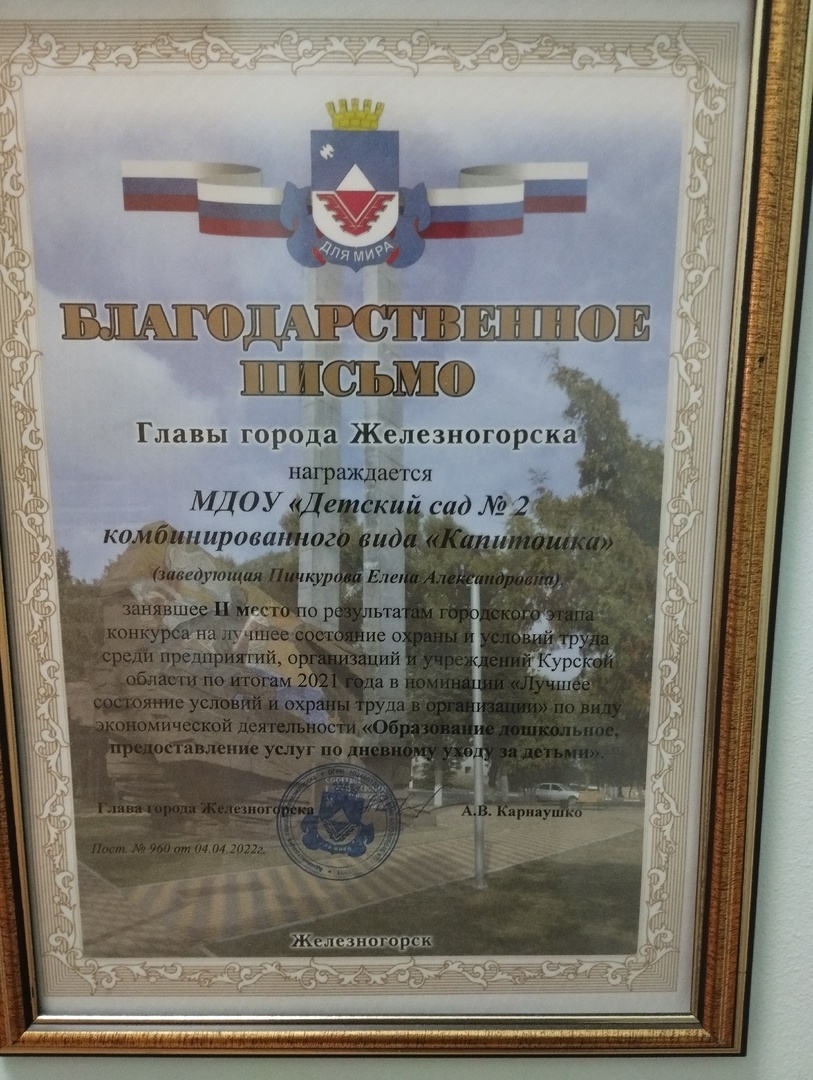 ДЛЯ МИРА
БЛАГОДАРСТВЕННОЕ
ПИСЬМО
Главы города Железногорска
награждается
МДОУ «Детский сад № 2
комбинированного вида «Капитошка»
(заведующая Пичкурова Елена Александровна),
занявшее II место по результатам городского этапа
конкурса на лучшее состояние охраны и условий труда
среди предприятий, организаций и учреждений Курской
области по итогам 2021 года в номинации «Лучшее
состояние условий и охраны труда в организации» по виду
экономической деятельности «Образование дошкольное,
предоставление услуг по дневному уходу за детьми».
Глава города Железногорска А.В. Карнаушко
Пост. № 960 от 04.04.2022г.
Железногорск